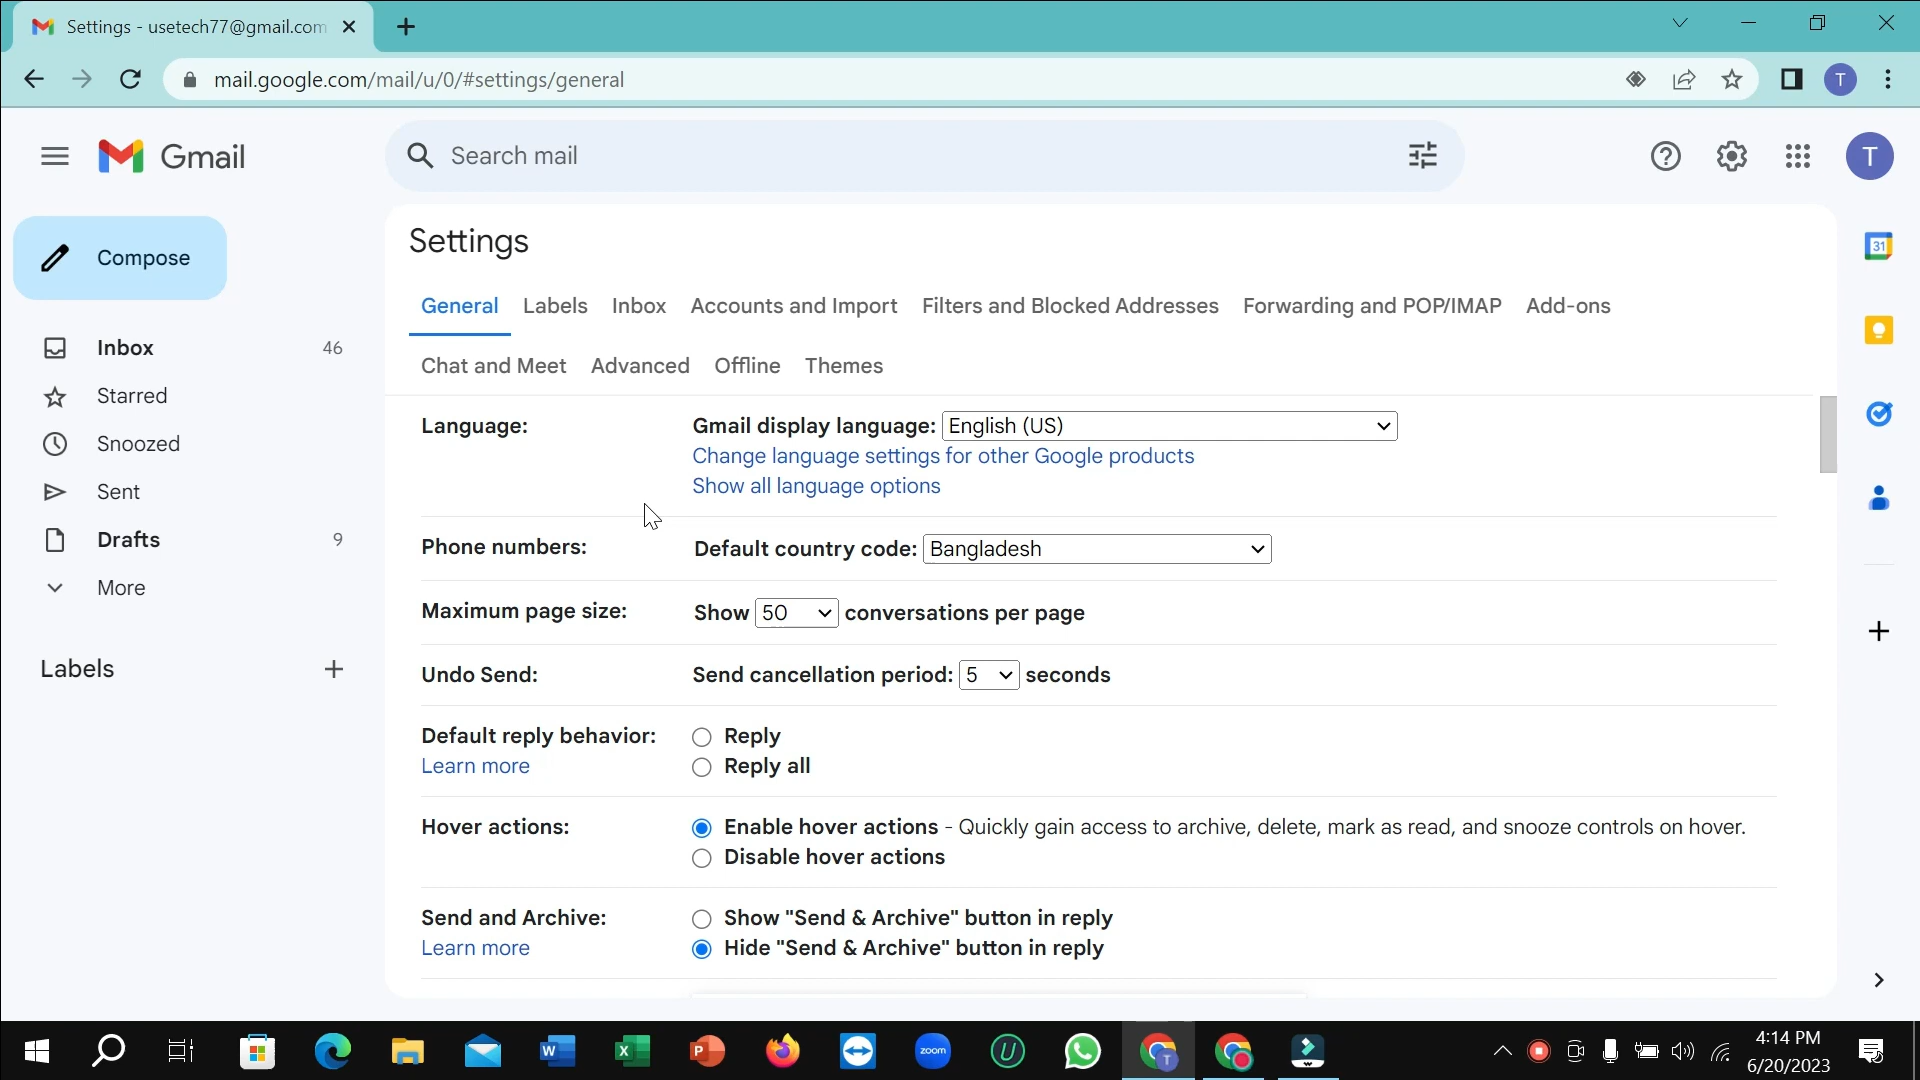 Settings - usetech77@gmail.com
mail.google.com/mail/u/0/#settings/general
T
Gmail
Search mail
T
Compose
Inbox 46
Starred
Snoozed
Sent
Drafts 9
More
Labels
Settings
General Labels Inbox Accounts and Import Filters and Blocked Addresses Forwarding and POP/IMAP Add-ons
Chat and Meet Advanced Offline Themes
Language: Gmail display language: English (US)
Change language settings for other Google products
Show all language options
Phone numbers: Default country code: Bangladesh
Maximum page size: Show 50 conversations per page
Undo Send: Send cancellation period: 5 seconds
Default reply behavior: Reply
Learn more Reply all
Hover actions: Enable hover actions - Quickly gain access to archive, delete, mark as read, and snooze controls on hover.
Disable hover actions
Send and Archive: Show "Send & Archive" button in reply
Learn more Hide "Send & Archive" button in reply
31
W X P zoom U T
4:14 PM
6/20/2023